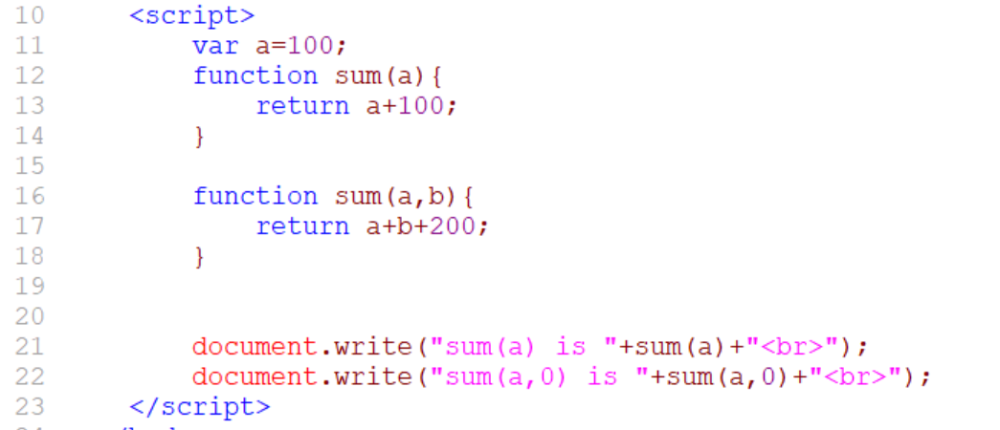 10 <script>
11 var a=100;
12 function sum(a){
13 return a+100;
14 }
15
16 function sum(a,b){
17 return a+b+200;
18 }
19
20
21 document.write("sum(a) is "+sum(a)+"<br>");
22 document.write("sum(a,0) is "+sum(a,0)+"<br>");
23 </script>